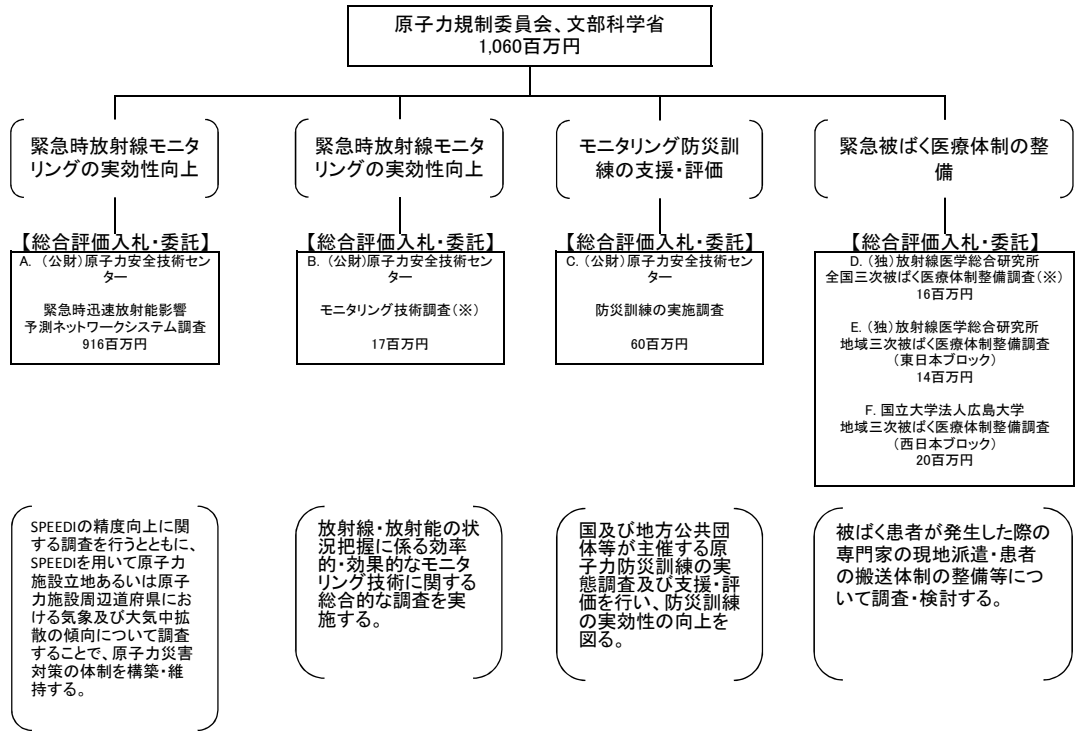 原子力規制委員会、文部科学省
1,060百万円
緊急時放射線モニ
タリングの実効性向上
緊急時放射線モニ
タリングの実効性向上
モニタリング防災訓
練の支援・評価
緊急被ばく医療体制の整
備
【総合評価入札・委託】
A. (公財)原子力安全技術セン
ター
緊急時迅速放射能影響
予測ネットワークシステム調査
916百万円
【総合評価入札・委託】
B. (公財)原子力安全技術セン
ター
モニタリング技術調査(※)
17百万円
【総合評価入札・委託】
C. (公財)原子力安全技術セン
ター
防災訓練の実施調査
60百万円
【総合評価入札・委託】
D. (独)放射線医学総合研究所
全国三次被ばく医療体制整備調査(※)
16百万円
E. (独)放射線医学総合研究所
地域三次被ばく医療体制整備調査
(東日本ブロック)
14百万円
F. 国立大学法人広島大学
地域三次被ばく医療体制整備調査
(西日本ブロック)
20百万円
SPEEDIの精度向上に関
する調査を行うとともに、
SPEEDIを用いて原子力
施設立地あるいは原子
力施設周辺道府県にお
ける気象及び大気中拡
散の傾向について調査
することで、原子力災害
対策の体制を構築・維
持する。
放射線・放射能の状
況把握に係る効率
的・効果的なモニタ
リング技術に関する
総合的な調査を実
施する。
国及び地方公共団
体等が主催する原
子力防災訓練の実
態調査及び支援・評
価を行い、防災訓練
の実効性の向上を
図る。
被ばく患者が発生した際の
専門家の現地派遣・患者
の搬送体制の整備等につ
いて調査・検討する。